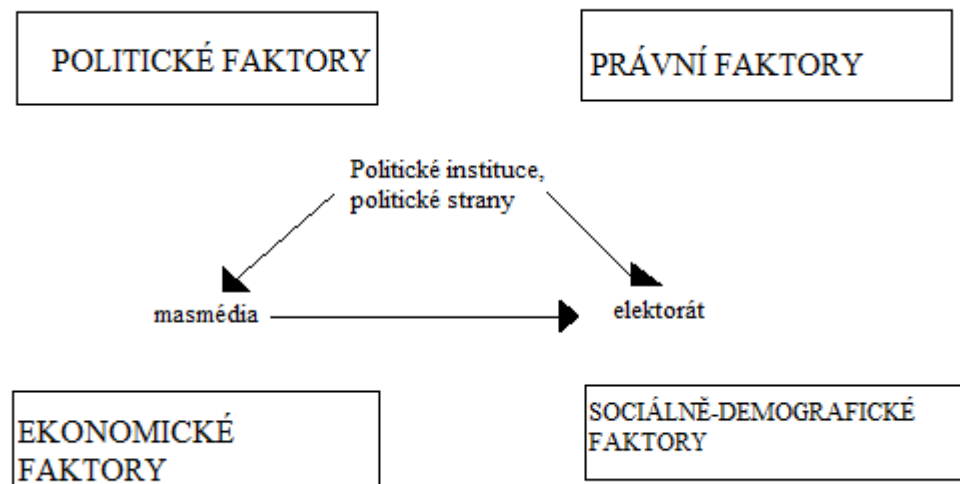 POLITICKÉ FAKTORY
PRÁVNÍ FAKTORY
Politické instituce,
politické strany
masmédia
elektorát
EKONOMICKÉ
FAKTORY
SOCIÁLNĚ-DEMOGRAFICKÉ
FAKTORY